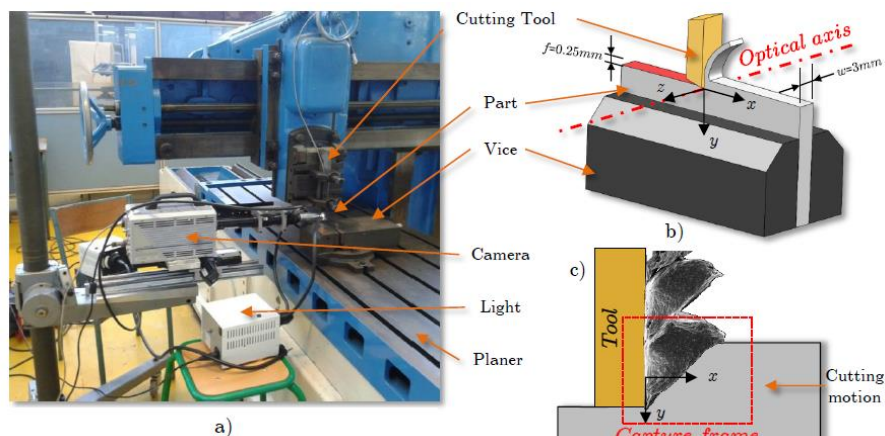 Cutting Tool
Part
Vice
Camera
Light
Planer
a)
f=0.25mm
Optical axis
w=3mm
z
x
y
b)
c)
Tool
x
y
Cutting
motion
Capture frame